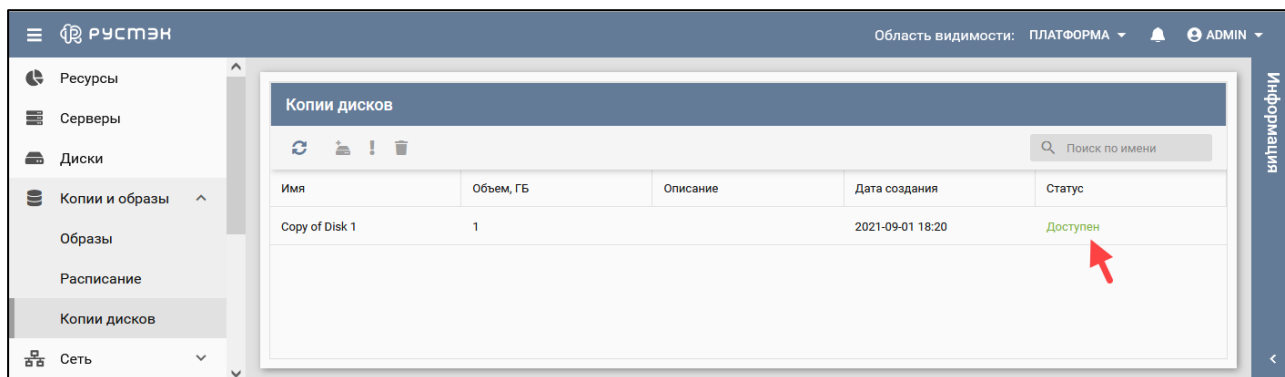 РУСТЭК
Область видимости: ПЛАТФОРМА
ADMIN
Ресурсы
Серверы
Диски
Копии и образы
Образы
Расписание
Копии дисков
Сеть
Копии дисков
Поиск по имени
Имя Объем, ГБ Описание Дата создания Статус
Copy of Disk 1 1 2021-09-01 18:20 Доступен
Информация